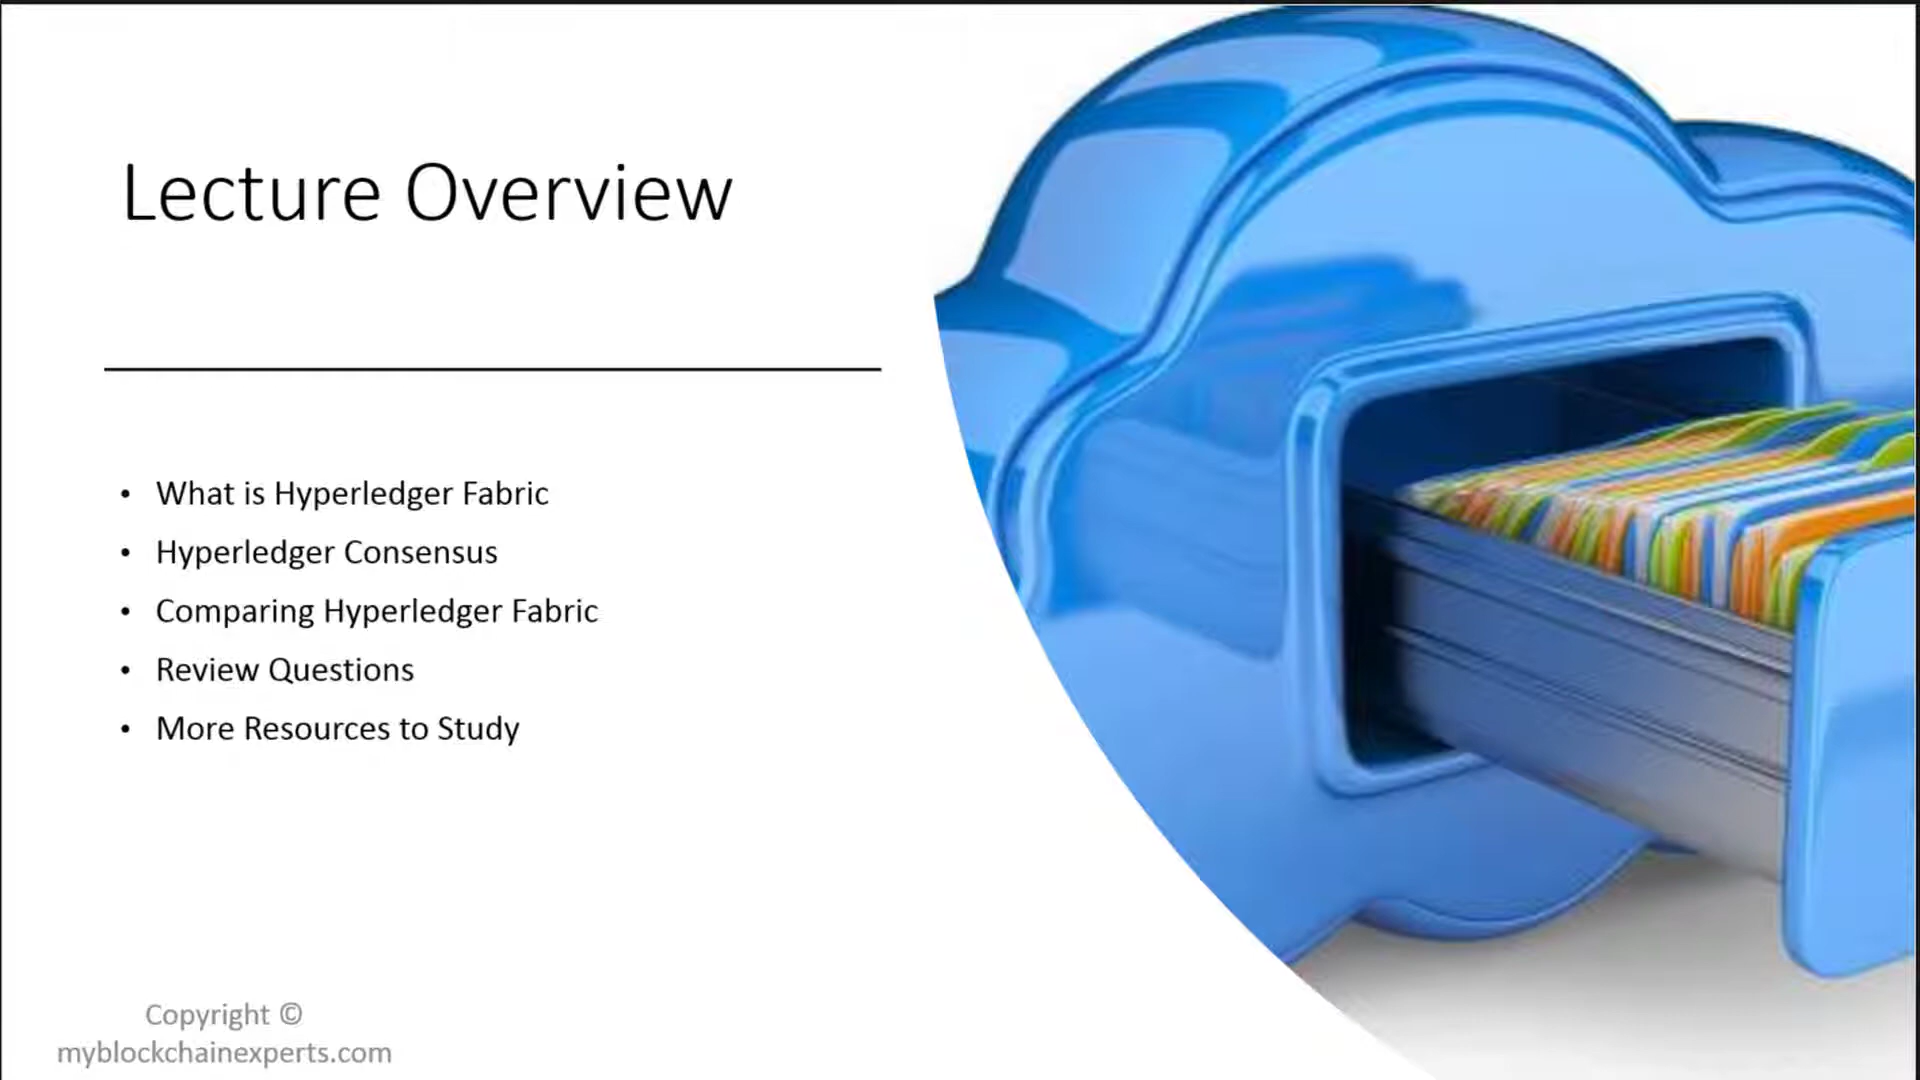 Lecture Overview
• What is Hyperledger Fabric
• Hyperledger Consensus
• Comparing Hyperledger Fabric
• Review Questions
• More Resources to Study
Copyright ©
myblockchainexperts.com